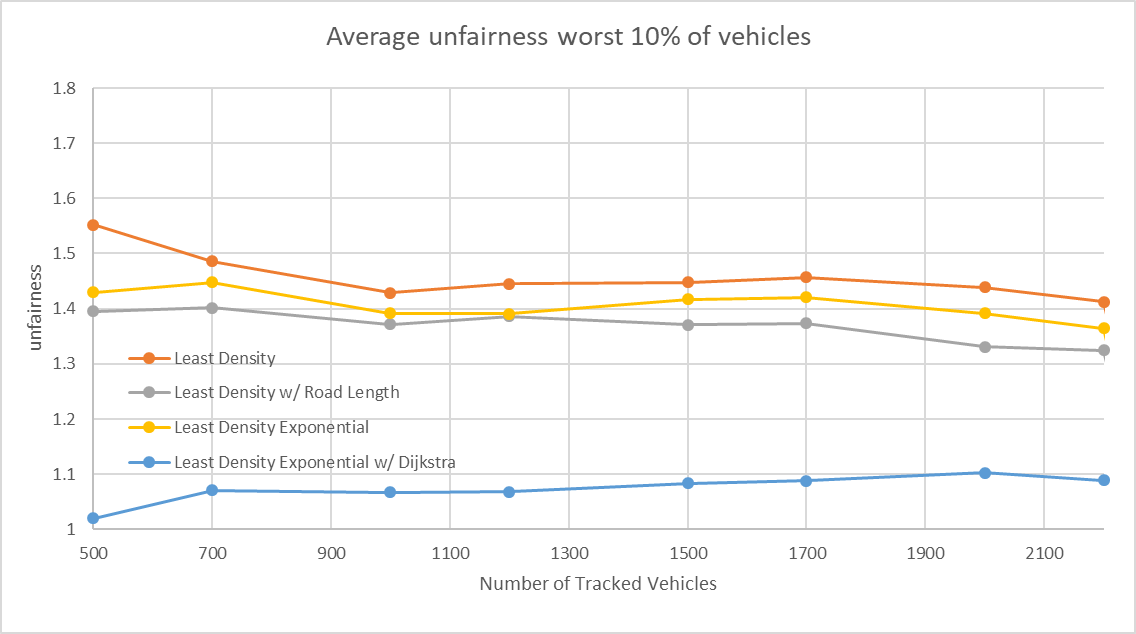 Average unfairness worst 10% of vehicles
1.8
1.7
1.6
1.5
1.4
1.3
1.2
1.1
1
unfairness
Least Density
Least Density w/ Road Length
Least Density Exponential
Least Density Exponential w/ Dijkstra
500 700 900 1100 1300 1500 1700 1900 2100
Number of Tracked Vehicles